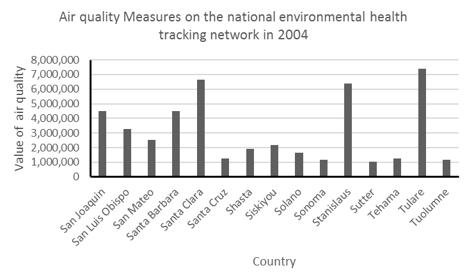 Air quality Measures on the national environmental health
tracking network in 2004
Value of air quality
8,000,000
7,000,000
6,000,000
5,000,000
4,000,000
3,000,000
2,000,000
1,000,000
0
San Joaquin
San Luis Obispo
San Mateo
Santa Barbara
Santa Clara
Santa Cruz
Shasta
Siskiyou
Solano
Sonoma
Stanislaus
Sutter
Tehama
Tulare
Tuolumne
Country